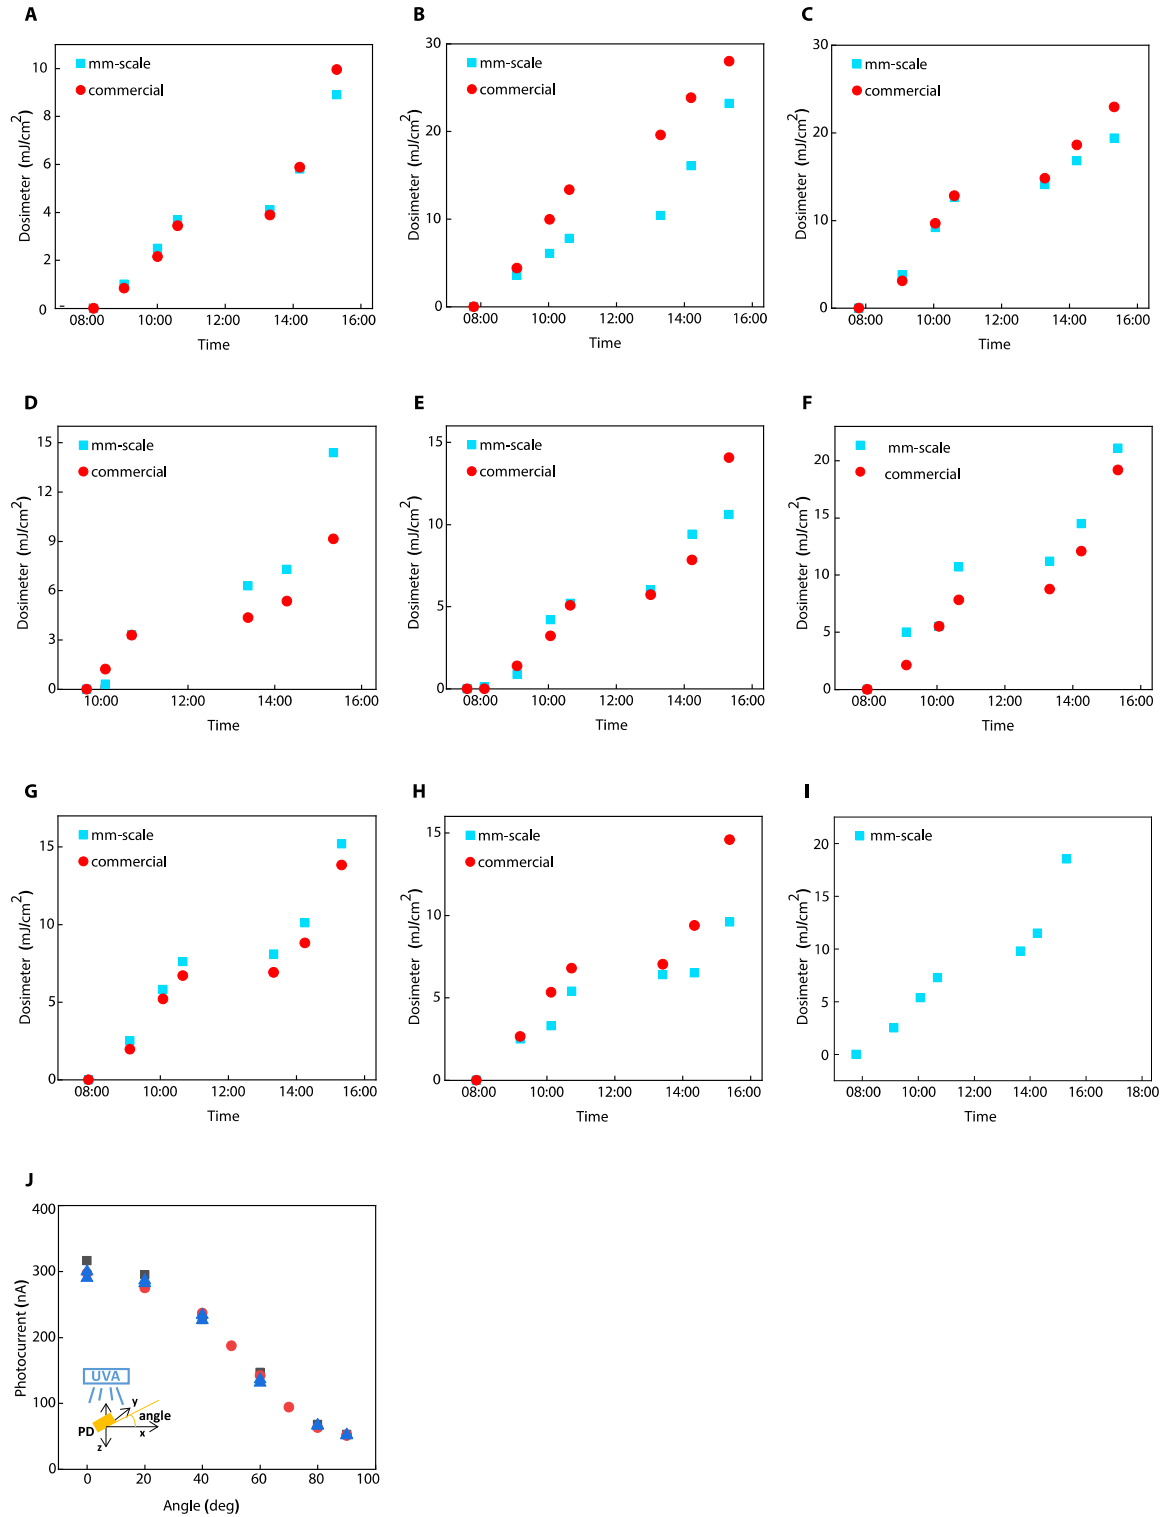 A
mm-scale
commercial
10
8
6
4
2
0
Dosimeter (mJ/cm2)
08:00 10:00 12:00 14:00 16:00
Time
B
mm-scale
commercial
30
20
10
0
Dosimeter (mJ/cm2)
08:00 10:00 12:00 14:00 16:00
Time
C
mm-scale
commercial
30
20
10
0
Dosimeter (mJ/cm2)
08:00 10:00 12:00 14:00 16:00
Time
D
mm-scale
commercial
15
12
9
6
3
0
Dosimeter (mJ/cm2)
10:00 12:00 14:00 16:00
Time
E
mm-scale
commercial
15
10
5
0
Dosimeter (mJ/cm2)
08:00 10:00 12:00 14:00 16:00
Time
F
mm-scale
commercial
20
15
10
5
0
Dosimeter (mJ/cm2)
08:00 10:00 12:00 14:00 16:00
Time
G
mm-scale
commercial
15
10
5
0
Dosimeter (mJ/cm2)
08:00 10:00 12:00 14:00 16:00
Time
H
mm-scale
commercial
15
10
5
0
Dosimeter (mJ/cm2)
08:00 10:00 12:00 14:00 16:00
Time
I
mm-scale
20
15
10
5
0
Dosimeter (mJ/cm2)
08:00 10:00 12:00 14:00 16:00 18:00
Time
J
400
300
200
100
0
Photocurrent (nA)
UVA
y
angle
PD
x
z
0 20 40 60 80 100
Angle (deg)